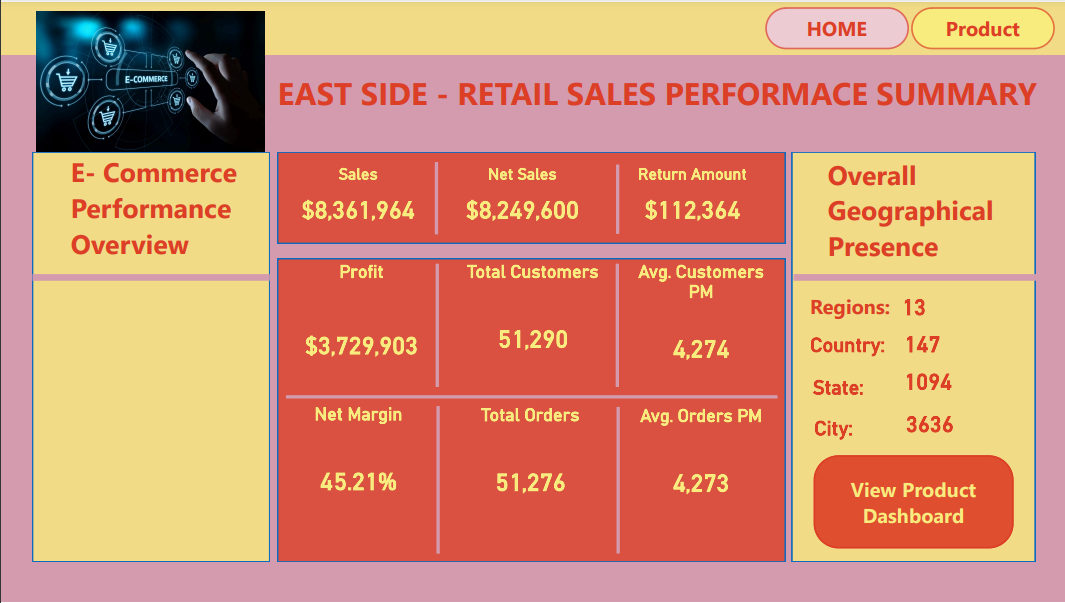 HOME
Product
E-COMMERCE
EAST SIDE - RETAIL SALES PERFORMACE SUMMARY
E- Commerce
Performance
Overview
Sales
$8,361,964
Net Sales
$8,249,600
Return Amount
$112,364
Profit
$3,729,903
Total Customers
51,290
Avg. Customers
PM
4,274
Net Margin
45.21%
Total Orders
51,276
Avg. Orders PM
4,273
Overall
Geographical
Presence
Regions: 13
Country: 147
State: 1094
City: 3636
View Product
Dashboard